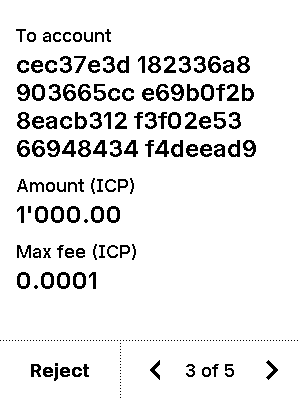 To account
cec37e3d 182336a8
903665cc e69b0f2b
8eacb312 f3f02e53
66948434 f4deead9
Amount (ICP)
1'000.00
Max fee (ICP)
0.0001
Reject
3 of 5